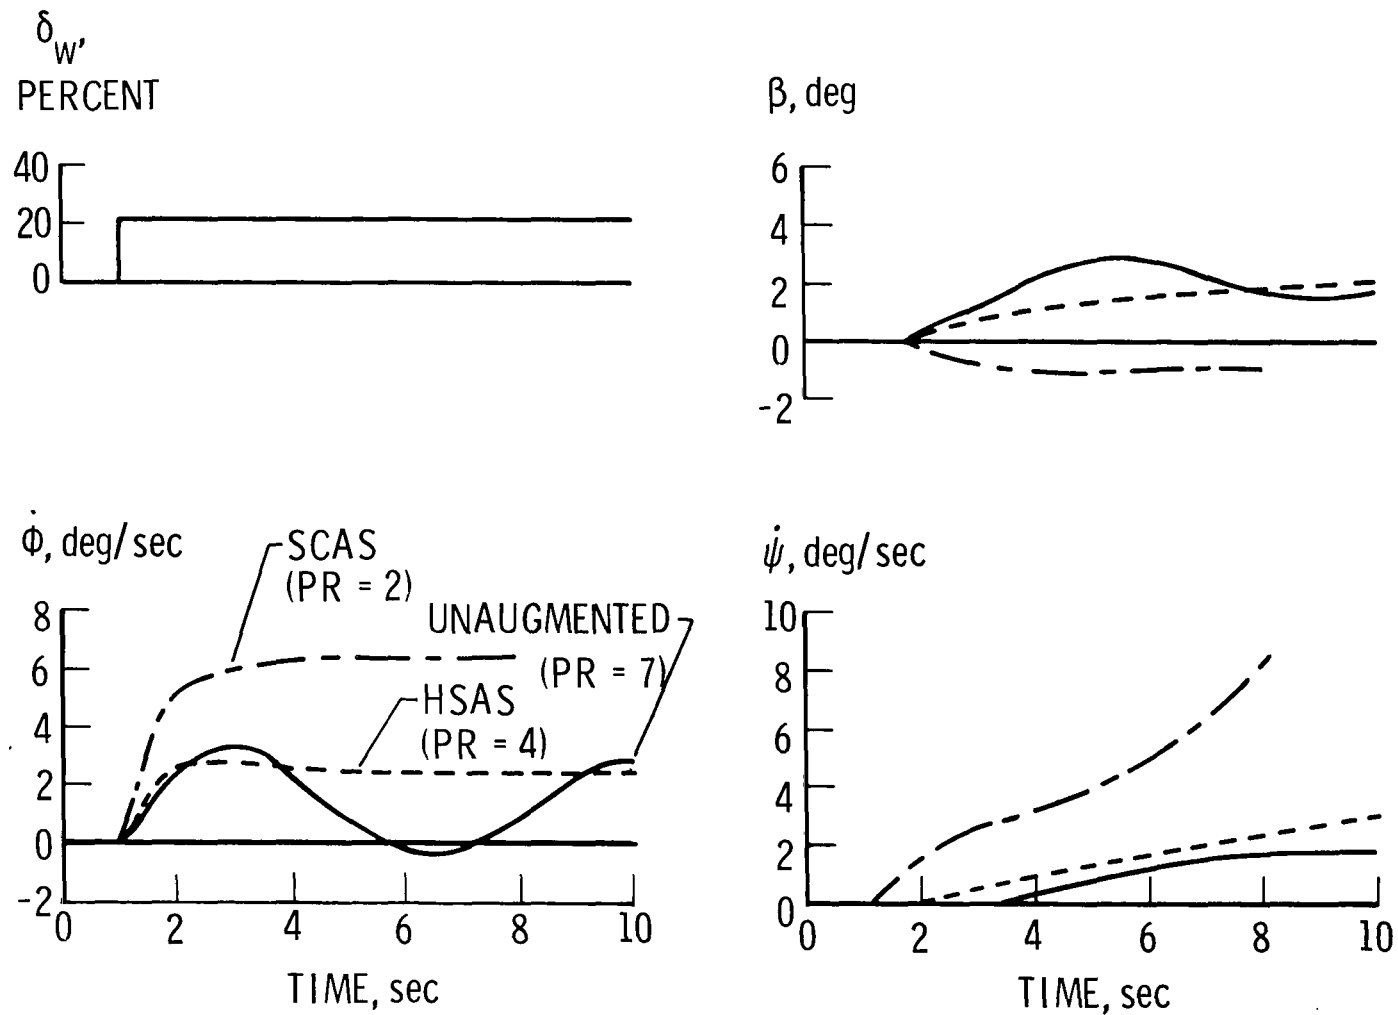 δW,
PERCENT
40
20
0
β, deg
6
4
2
0
-2
Φ̇, deg/sec
SCAS
(PR = 2)
UNAUGMENTED
(PR = 7)
HSAS
(PR = 4)
8
6
4
2
0
-2
0 2 4 6 8 10
TIME, sec
ψ̇, deg/sec
10
8
6
4
2
0
0 2 4 6 8 10
TIME, sec